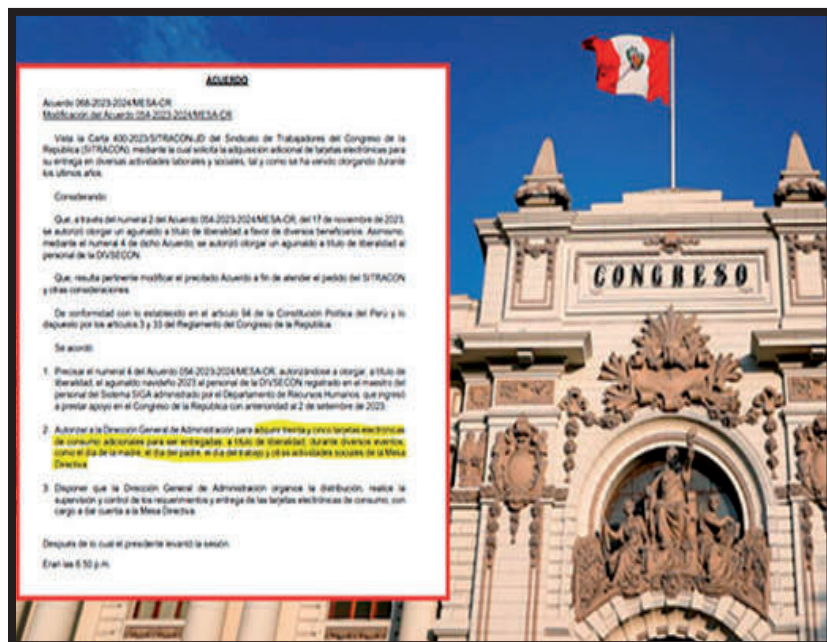 ACUERDO
Acuerdo 068-2023-2024/MESA-CR
Modificación del Acuerdo 054-2023-2024/MESA-CR
Vista la Carta 400-2023/SITRACON-JD del Sindicato de Trabajadores del Congreso de la
República (SITRACON), mediante la cual solicita la adquisición adicional de tarjetas electrónicas para
su entrega en diversas actividades laborales y sociales, tal y como se ha venido otorgando durante
los últimos años.
Considerando:
Que, a través del numeral 2 del Acuerdo 054-2023-2024/MESA-CR, del 17 de noviembre de 2023,
se autorizó otorgar un aguinaldo a título de liberalidad a favor de diversos beneficiarios. Asimismo,
mediante el numeral 4 de dicho Acuerdo, se autorizó otorgar un aguinaldo a título de liberalidad al
personal de la DIVSECON.
Que, resulta pertinente modificar el precitado Acuerdo a fin de atender el pedido del SITRACON
y otras consideraciones.
De conformidad con lo establecido en el artículo 94 de la Constitución Política del Perú y lo
dispuesto por los artículos 3 y 33 del Reglamento del Congreso de la República.
Se acordó:
1. Precisar el numeral 4 del Acuerdo 054-2023-2024/MESA-CR, autorizándose a otorgar, a título de
liberalidad, el aguinaldo navideño 2023 al personal de la DIVSECON registrado en el maestro del
personal del Sistema SIGA administrado por el Departamento de Recursos Humanos, que ingresó
a prestar apoyo en el Congreso de la República con anterioridad al 2 de setiembre de 2023.
2. Autorizar a la Dirección General de Administración para adquirir treinta y cinco tarjetas electrónicas
de consumo adicionales para ser entregadas, a título de liberalidad, durante diversos eventos,
como el día de la madre, el día del padre, el día del trabajo y otras actividades sociales de la Mesa
Directiva.
3. Disponer que la Dirección General de Administración organice la distribución, realice la
supervisión y control de los requerimientos y entrega de las tarjetas electrónicas de consumo, con
cargo a dar cuenta a la Mesa Directiva.
Después de lo cual el presidente levantó la sesión.
Eran las 6:50 p.m.
CONGRESO